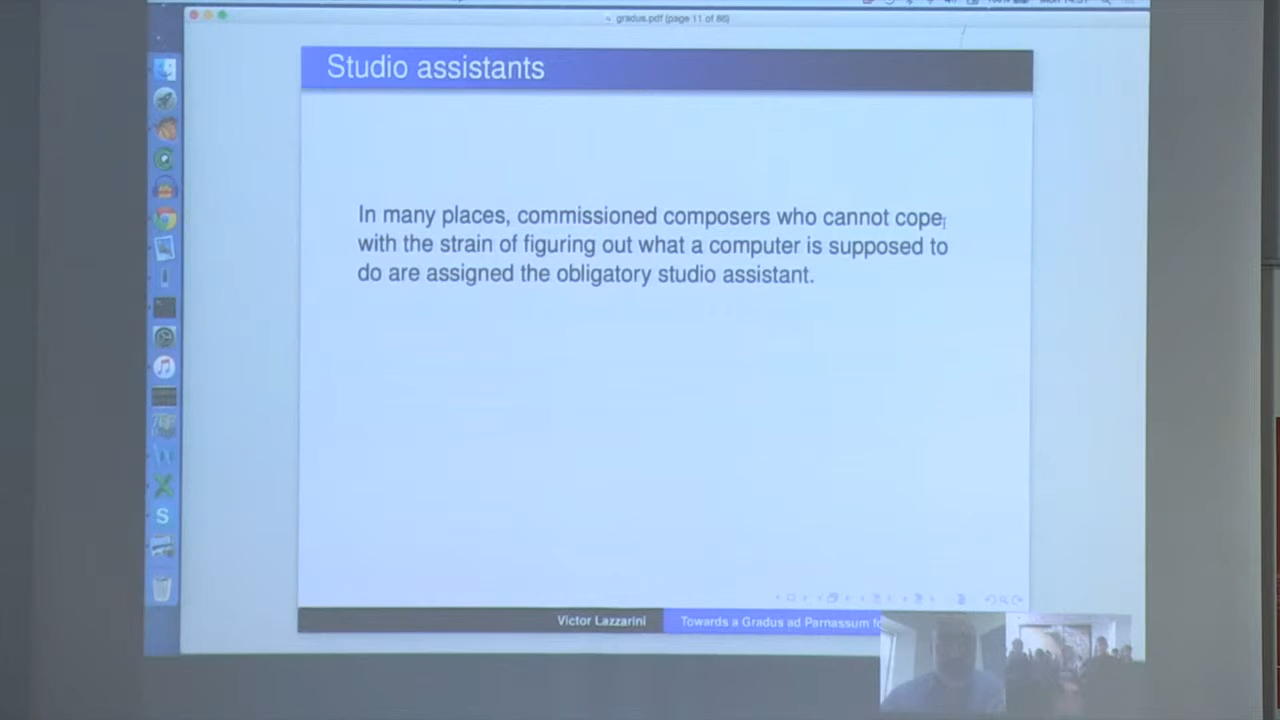 gradus.pdf (page 11 of 86)
Studio assistants
In many places, commissioned composers who cannot cope
with the strain of figuring out what a computer is supposed to
do are assigned the obligatory studio assistant.
S
Victor Lazzarini
Towards a Gradus ad Parnassum fo